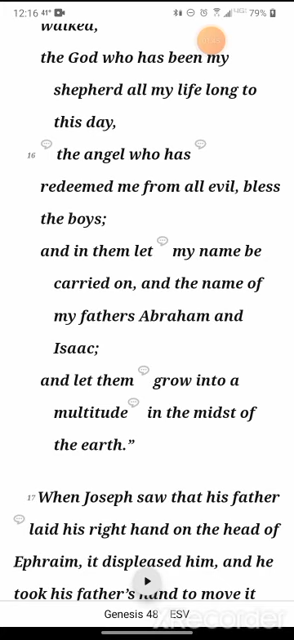 12:16 41°
79%
walked,
the God who has been my
shepherd all my life long to
this day,
16 the angel who has
redeemed me from all evil, bless
the boys;
and in them let my name be
carried on, and the name of
my fathers Abraham and
Isaac;
and let them grow into a
multitude in the midst of
the earth.”
17 When Joseph saw that his father
laid his right hand on the head of
Ephraim, it displeased him, and he
took his father’s hand to move it
Genesis 48 ESV